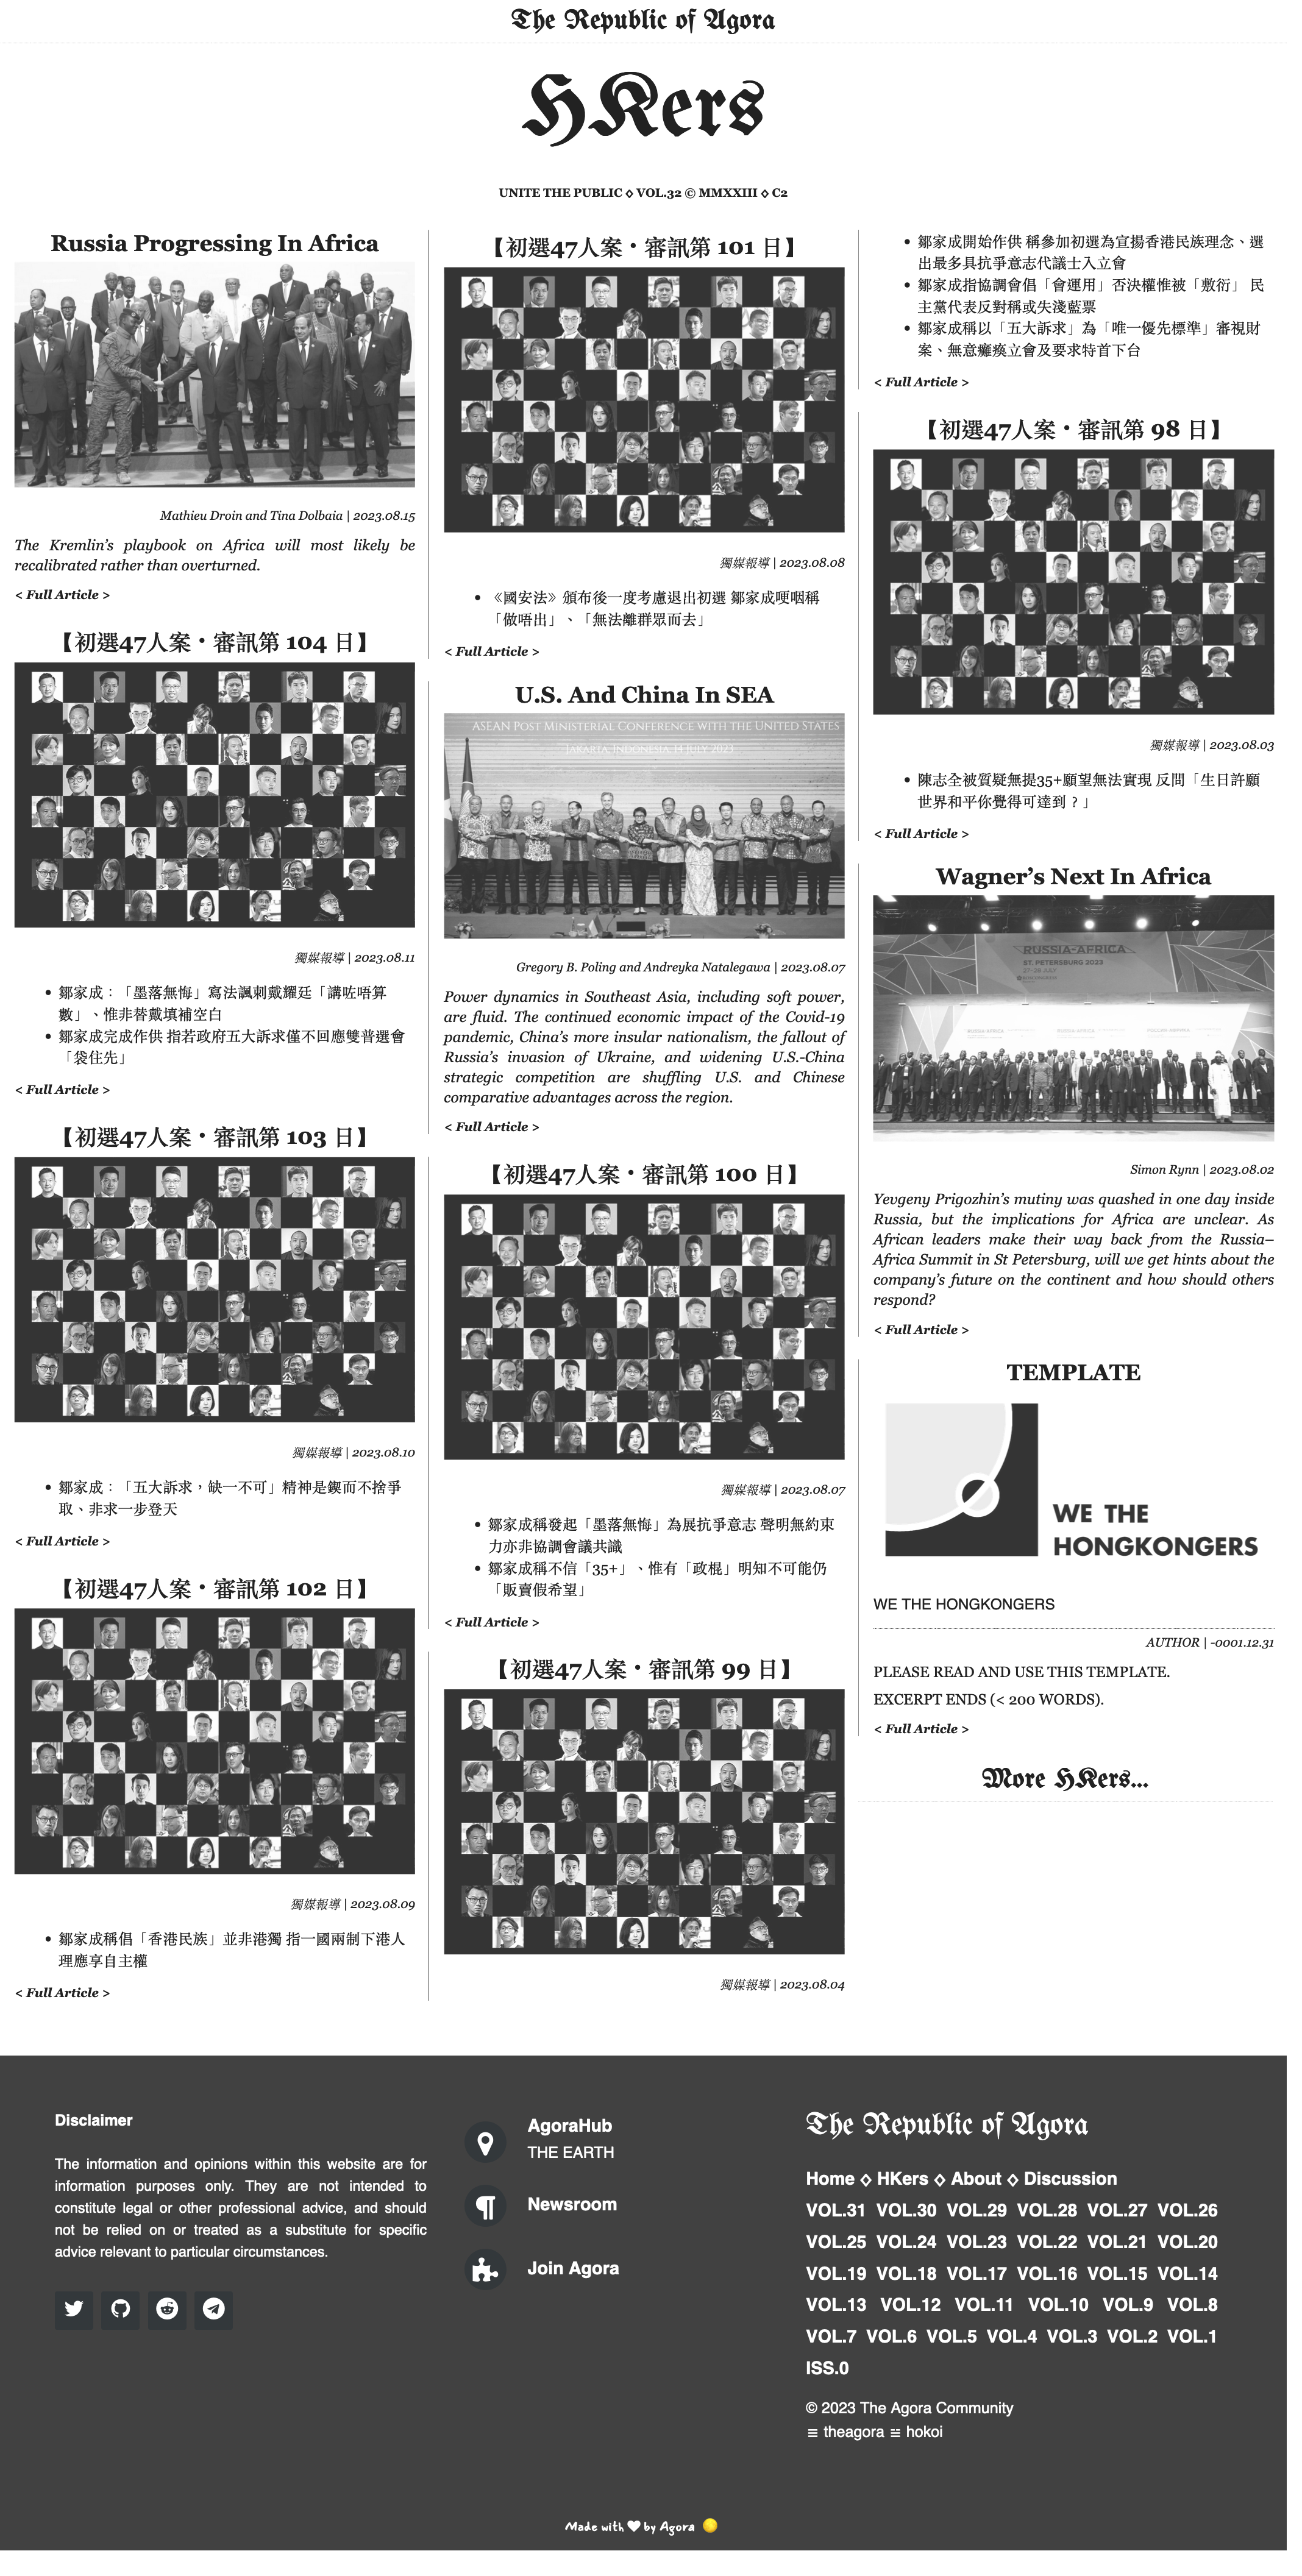 The Republic of Agora
HKers
UNITE THE PUBLIC ◊ VOL.32 © MMXXIII ◊ C2
Russia Progressing In Africa
Mathieu Droin and Tina Dolbaia | 2023.08.15
The Kremlin’s playbook on Africa will most likely be
recalibrated rather than overturned.
< Full Article >
【初選47人案・審訊第 104 日】
獨媒報導 | 2023.08.11
• 鄒家成：「墨落無悔」寫法諷刺戴耀廷「講咗唔算
數」、惟非替戴填補空白
• 鄒家成完成作供 指若政府五大訴求僅不回應雙普選會
「袋住先」
< Full Article >
【初選47人案・審訊第 103 日】
獨媒報導 | 2023.08.10
• 鄒家成：「五大訴求，缺一不可」精神是鍥而不捨爭
取、非求一步登天
< Full Article >
【初選47人案・審訊第 102 日】
獨媒報導 | 2023.08.09
• 鄒家成稱倡「香港民族」並非港獨 指一國兩制下港人
理應享自主權
< Full Article >
【初選47人案・審訊第 101 日】
獨媒報導 | 2023.08.08
• 《國安法》頒布後一度考慮退出初選 鄒家成哽咽稱
「做唔出」、「無法離群眾而去」
< Full Article >
U.S. And China In SEA
ASEAN POST MINISTERIAL CONFERENCE WITH THE UNITED STATES
JAKARTA, INDONESIA, 14 JULY 2023
Gregory B. Poling and Andreyka Natalegawa | 2023.08.07
Power dynamics in Southeast Asia, including soft power,
are fluid. The continued economic impact of the Covid-19
pandemic, China’s more insular nationalism, the fallout of
Russia’s invasion of Ukraine, and widening U.S.-China
strategic competition are shuffling U.S. and Chinese
comparative advantages across the region.
< Full Article >
【初選47人案・審訊第 100 日】
獨媒報導 | 2023.08.07
• 鄒家成稱發起「墨落無悔」為展抗爭意志 聲明無約束
力亦非協調會議共識
• 鄒家成稱不信「35+」、惟有「政棍」明知不可能仍
「販賣假希望」
< Full Article >
【初選47人案・審訊第 99 日】
獨媒報導 | 2023.08.04
• 鄒家成開始作供 稱參加初選為宣揚香港民族理念、選
出最多具抗爭意志代議士入立會
• 鄒家成指協調會倡「會運用」否決權惟被「敷衍」 民
主黨代表反對稱或失淺藍票
• 鄒家成稱以「五大訴求」為「唯一優先標準」審視財
案、無意癱瘓立會及要求特首下台
< Full Article >
【初選47人案・審訊第 98 日】
獨媒報導 | 2023.08.03
• 陳志全被質疑無提35+願望無法實現 反問「生日許願
世界和平你覺得可達到？」
< Full Article >
Wagner’s Next In Africa
RUSSIA-AFRICA
ST. PETERSBURG 2023
27-28 JULY
Simon Rynn | 2023.08.02
Yevgeny Prigozhin’s mutiny was quashed in one day inside
Russia, but the implications for Africa are unclear. As
African leaders make their way back from the Russia–
Africa Summit in St Petersburg, will we get hints about the
company’s future on the continent and how should others
respond?
< Full Article >
TEMPLATE
WE THE
HONGKONGERS
WE THE HONGKONGERS
AUTHOR | -0001.12.31
PLEASE READ AND USE THIS TEMPLATE.
EXCERPT ENDS (< 200 WORDS).
< Full Article >
More HKers...
Disclaimer
The information and opinions within this website are for
information purposes only. They are not intended to
constitute legal or other professional advice, and should
not be relied on or treated as a substitute for specific
advice relevant to particular circumstances.
AgoraHub
THE EARTH
Newsroom
Join Agora
The Republic of Agora
Home ◊ HKers ◊ About ◊ Discussion
VOL.31 VOL.30 VOL.29 VOL.28 VOL.27 VOL.26
VOL.25 VOL.24 VOL.23 VOL.22 VOL.21 VOL.20
VOL.19 VOL.18 VOL.17 VOL.16 VOL.15 VOL.14
VOL.13 VOL.12 VOL.11 VOL.10 VOL.9 VOL.8
VOL.7 VOL.6 VOL.5 VOL.4 VOL.3 VOL.2 VOL.1
ISS.0
© 2023 The Agora Community
theagora hokoi
Made with ❤ by Agora